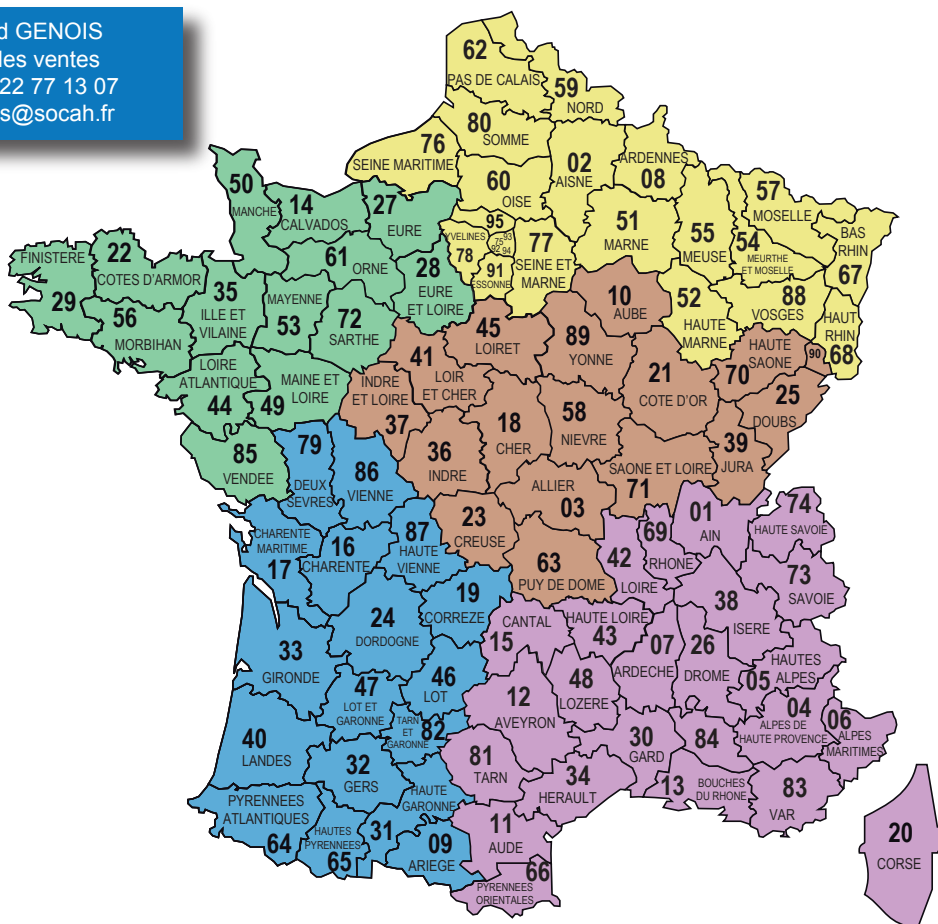 d GENOIS
les ventes
22 77 13 07
s@socah.fr
62
PAS DE CALAIS
59
NORD
80
SOMME
76
SEINE MARITIME
02
AISNE
ARDENNES
08
60
OISE
50
MANCHE
14
CALVADOS
27
EURE
95
YVELINES
78
93
75
92 94
91
ESSONNE
77
SEINE ET
MARNE
51
MARNE
55
MEUSE
57
MOSELLE
54
MEURTHE
ET MOSELLE
BAS
RHIN
67
88
VOSGES
HAUT
RHIN
68
52
HAUTE
MARNE
FINISTERE
29
22
COTES D'ARMOR
56
MORBIHAN
35
ILLE ET
VILAINE
61
ORNE
28
EURE
ET LOIRE
MAYENNE
53
72
SARTHE
LOIRE
ATLANTIQUE
44
MAINE ET
LOIRE
49
85
VENDEE
10
AUBE
45
LOIRET
89
YONNE
41
LOIR
ET CHER
INDRE
ET LOIRE
37
21
COTE D'OR
HAUTE
SAONE
70
90
25
DOUBS
39
JURA
18
CHER
58
NIEVRE
36
INDRE
SAONE ET LOIRE
71
ALLIER
03
23
CREUSE
63
PUY DE DOME
79
DEUX
SEVRES
86
VIENNE
87
HAUTE
VIENNE
CHARENTE
MARITIME
17
16
CHARENTE
19
CORREZE
24
DORDOGNE
33
GIRONDE
46
LOT
47
LOT ET
GARONNE
TARN
ET
GARONNE
82
40
LANDES
32
GERS
HAUTE
GARONNE
31
PYRENNEES
ATLANTIQUES
64
HAUTES
PYRENNEES
65
09
ARIEGE
01
AIN
74
HAUTE SAVOIE
69
RHONE
42
LOIRE
73
SAVOIE
38
ISERE
CANTAL
15
HAUTE LOIRE
43
07
ARDECHE
26
DROME
HAUTES
ALPES
05
12
AVEYRON
48
LOZERE
04
ALPES DE
HAUTE PROVENCE
06
ALPES
MARITIMES
81
TARN
30
GARD
84
34
HERAULT
13
BOUCHES
DU RHONE
83
VAR
11
AUDE
66
PYRENNEES
ORIENTALES
20
CORSE